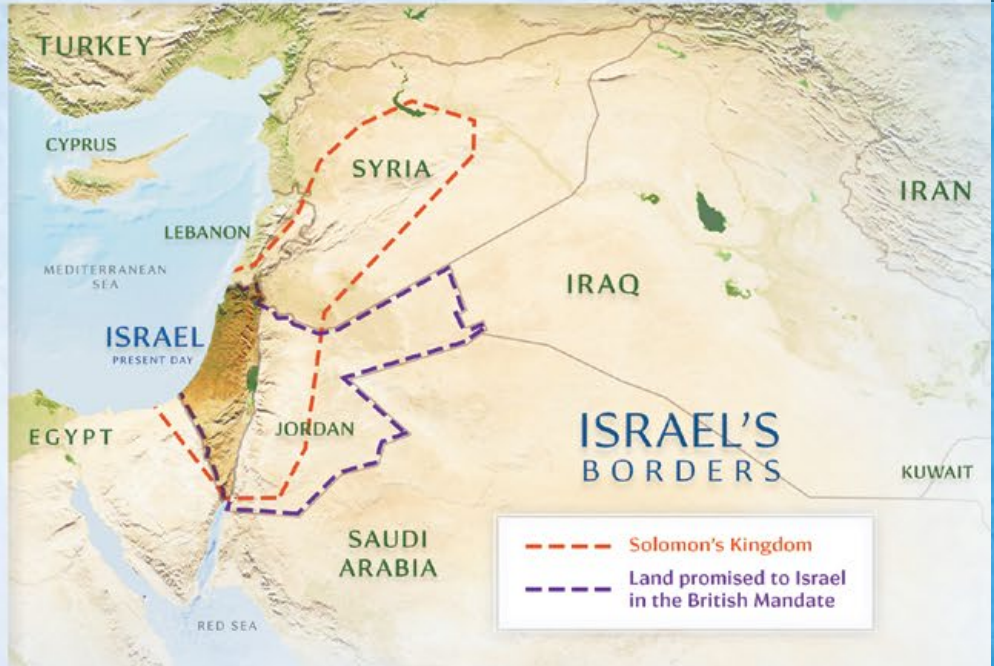 TURKEY
CYPRUS
SYRIA
IRAN
LEBANON
MEDITERRANEAN
SEA
IRAQ
ISRAEL
PRESENT DAY
EGYPT
JORDAN
ISRAEL'S
BORDERS
KUWAIT
SAUDI
ARABIA
Solomon's Kingdom
Land promised to Israel
in the British Mandate
RED SEA